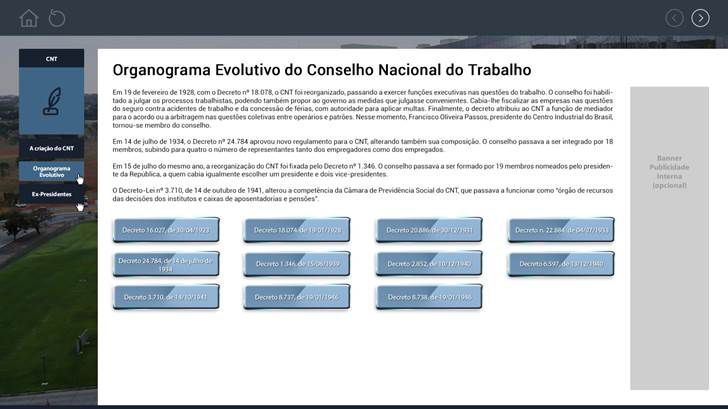 CNT
A criação do CNT
Organograma
Evolutivo
Ex-Presidentes
Organograma Evolutivo do Conselho Nacional do Trabalho
Em 19 de fevereiro de 1928, com o Decreto nº 18.078, o CNT foi reorganizado, passando a exercer funções executivas nas questões do trabalho. O conselho foi habili-
tado a julgar os processos trabalhistas, podendo também propor ao governo as medidas que julgasse convenientes. Cabia-lhe fiscalizar as empresas nas questões
do seguro contra acidentes de trabalho e da concessão de férias, com autoridade para aplicar multas. Finalmente, o decreto atribuiu ao CNT a função de mediador
para o acordo ou a arbitragem nas questões coletivas entre operários e patrões. Nesse momento, Francisco Oliveira Passos, presidente do Centro Industrial do Brasil,
tornou-se membro do conselho.
Em 14 de julho de 1934, o Decreto nº 24.784 aprovou novo regulamento para o CNT, alterando também sua composição. O conselho passava a ser integrado por 18
membros, subindo para quatro o número de representantes tanto dos empregadores como dos empregados.
Em 15 de julho do mesmo ano, a reorganização do CNT foi fixada pelo Decreto nº 1.346. O conselho passava a ser formado por 19 membros nomeados pelo presiden-
te da República, a quem cabia igualmente escolher um presidente e dois vice-presidentes.
O Decreto-Lei nº 3.710, de 14 de outubro de 1941, alterou a competência da Câmara de Previdência Social do CNT, que passava a funcionar como "órgão de recursos
das decisões dos institutos e caixas de aposentadorias e pensões".
Decreto 16.027, de 30/04/1923
Decreto 18.074, de 19/01/1928
Decreto 20.886, de 30/12/1931
Decreto n. 22.884, de 04/07/1933
Decreto 24.784, de 14 de julho de
1934
Decreto 1.346, de 15/06/1939
Decreto 2.852, de 10/12/1940
Decreto 6.597, de 13/12/1940
Decreto 3.710, de 14/10/1941
Decreto 8.737, de 19/01/1946
Decreto 8.738, de 19/01/1946
Banner
Publicidade
Interna
(opcional)